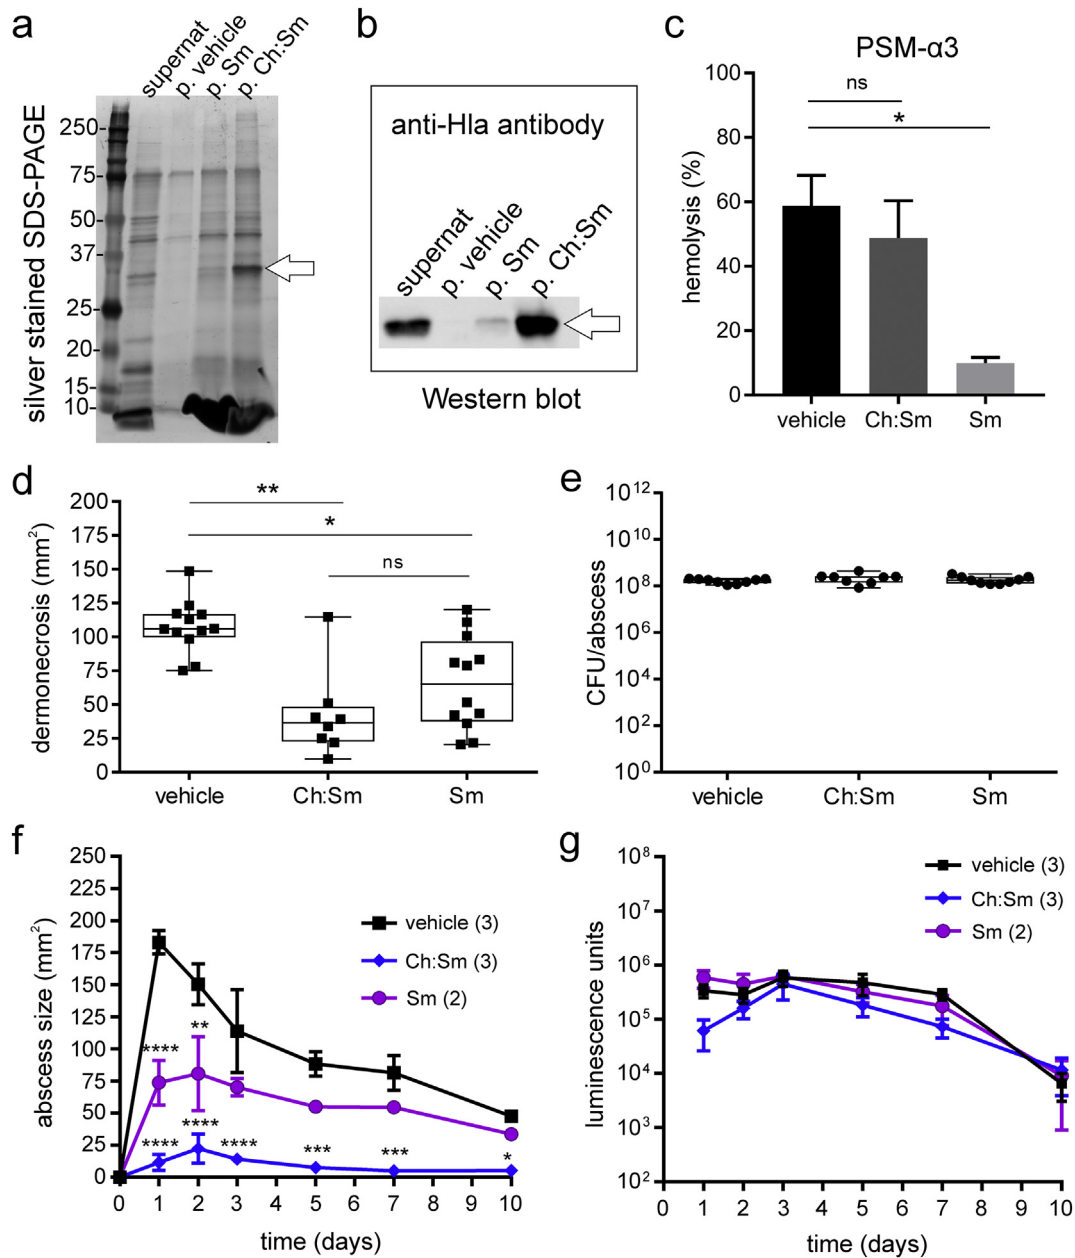 a
supernat
p. vehicle
p. Sm
p. Ch:Sm
silver stained SDS-PAGE
250-
75-
50-
37-
25-
20-
15-
10-
b
anti-Hla antibody
supernat
p. vehicle
p. Sm
p. Ch:Sm
Western blot
c
PSM-α3
hemolysis (%)
100
80
60
40
20
0
ns
*
vehicle
Ch:Sm
Sm
d
dermonecrosis (mm²)
200
175
150
125
100
75
50
25
0
**
*
ns
vehicle
Ch:Sm
Sm
e
CFU/abscess
10¹²
10¹⁰
10⁸
10⁶
10⁴
10²
10⁰
vehicle
Ch:Sm
Sm
f
abscess size (mm²)
250
225
200
175
150
125
100
75
50
25
0
vehicle (3)
Ch:Sm (3)
Sm (2)
****
**
****
****
****
***
***
*
0 1 2 3 4 5 6 7 8 9 10
time (days)
g
luminescence units
10⁸
10⁷
10⁶
10⁵
10⁴
10³
10²
vehicle (3)
Ch:Sm (3)
Sm (2)
0 1 2 3 4 5 6 7 8 9 10
time (days)